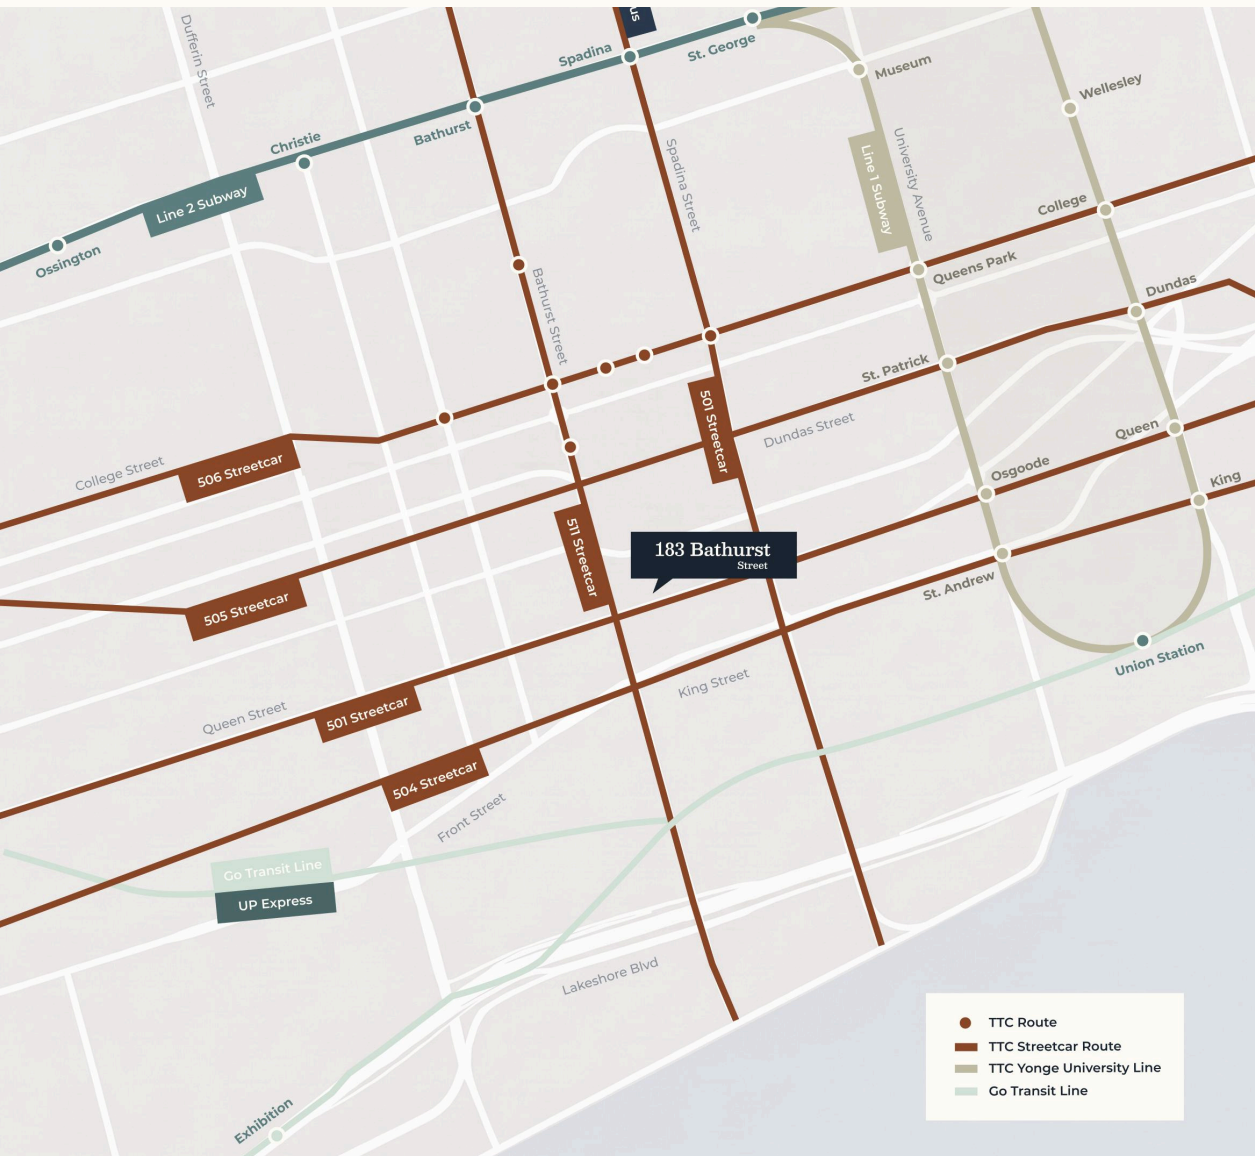 us
Dufferin Street
Spadina
St. George
Museum
Wellesley
Christie
Bathurst
Line 2 Subway
Ossington
Spadina Street
Line 1 Subway
University Avenue
College
Queens Park
Dundas
Bathurst Street
St. Patrick
501 Streetcar
Dundas Street
Queen
College Street
506 Streetcar
Osgoode
King
511 Streetcar
183 Bathurst
Street
St. Andrew
505 Streetcar
Union Station
King Street
Queen Street
501 Streetcar
504 Streetcar
Front Street
Go Transit Line
UP Express
Lakeshore Blvd
Exhibition
TTC Route
TTC Streetcar Route
TTC Yonge University Line
Go Transit Line